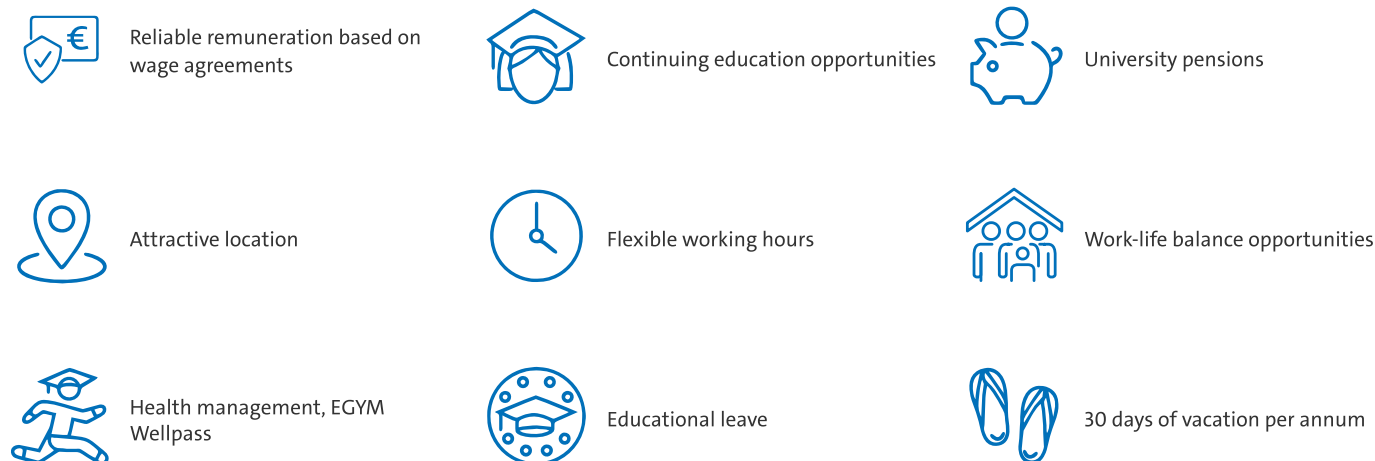 €
Reliable remuneration based on
wage agreements
Continuing education opportunities
University pensions
Attractive location
Flexible working hours
Work-life balance opportunities
Health management, EGYM
Wellpass
Educational leave
30 days of vacation per annum